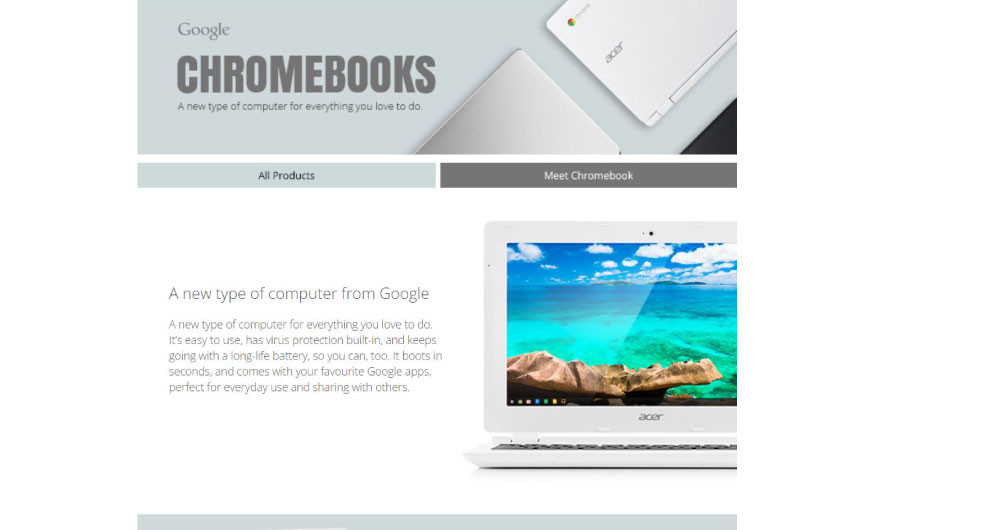 Google
CHROMEBOOKS
A new type of computer for everything you love to do.
chrome
acer
All Products
Meet Chromebook
A new type of computer from Google
A new type of computer for everything you love to do.
It's easy to use, has virus protection built-in, and keeps
going with a long-life battery, so you can, too. It boots in
seconds, and comes with your favourite Google apps,
perfect for everyday use and sharing with others.
acer